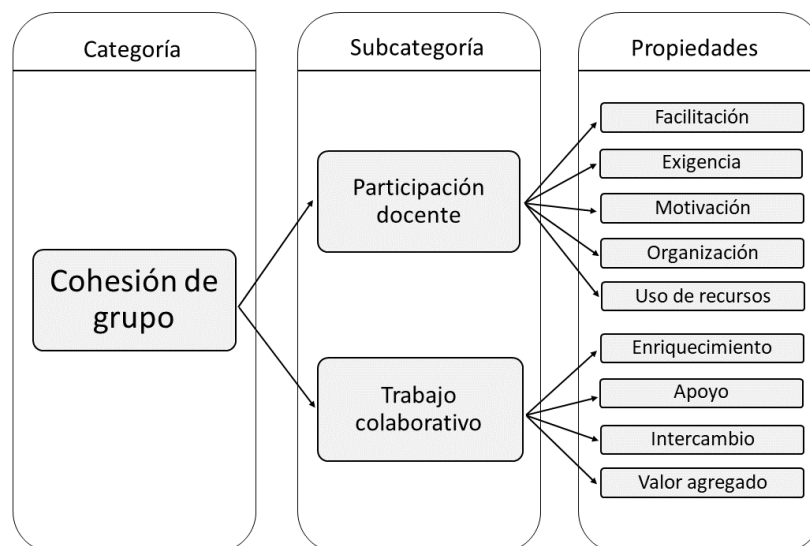 Categoría
Subcategoría
Propiedades
Cohesión de
grupo
Participación
docente
Trabajo
colaborativo
Facilitación
Exigencia
Motivación
Organización
Uso de recursos
Enriquecimiento
Apoyo
Intercambio
Valor agregado